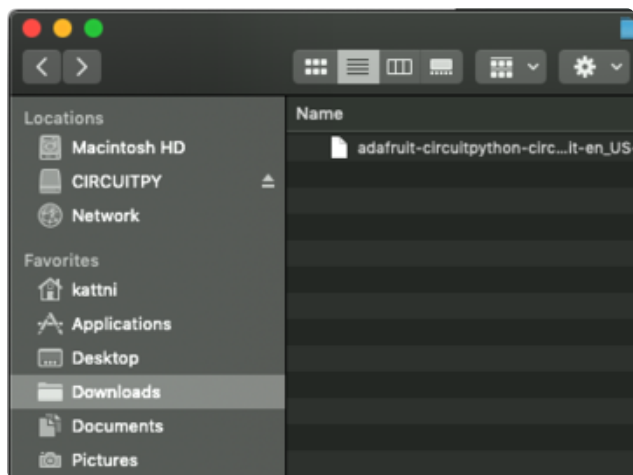 Locations
Macintosh HD
CIRCUITPY
Network
Favorites
kattni
Applications
Desktop
Downloads
Documents
Pictures
Name
adafruit-circuitpython-circ...it-en_US-